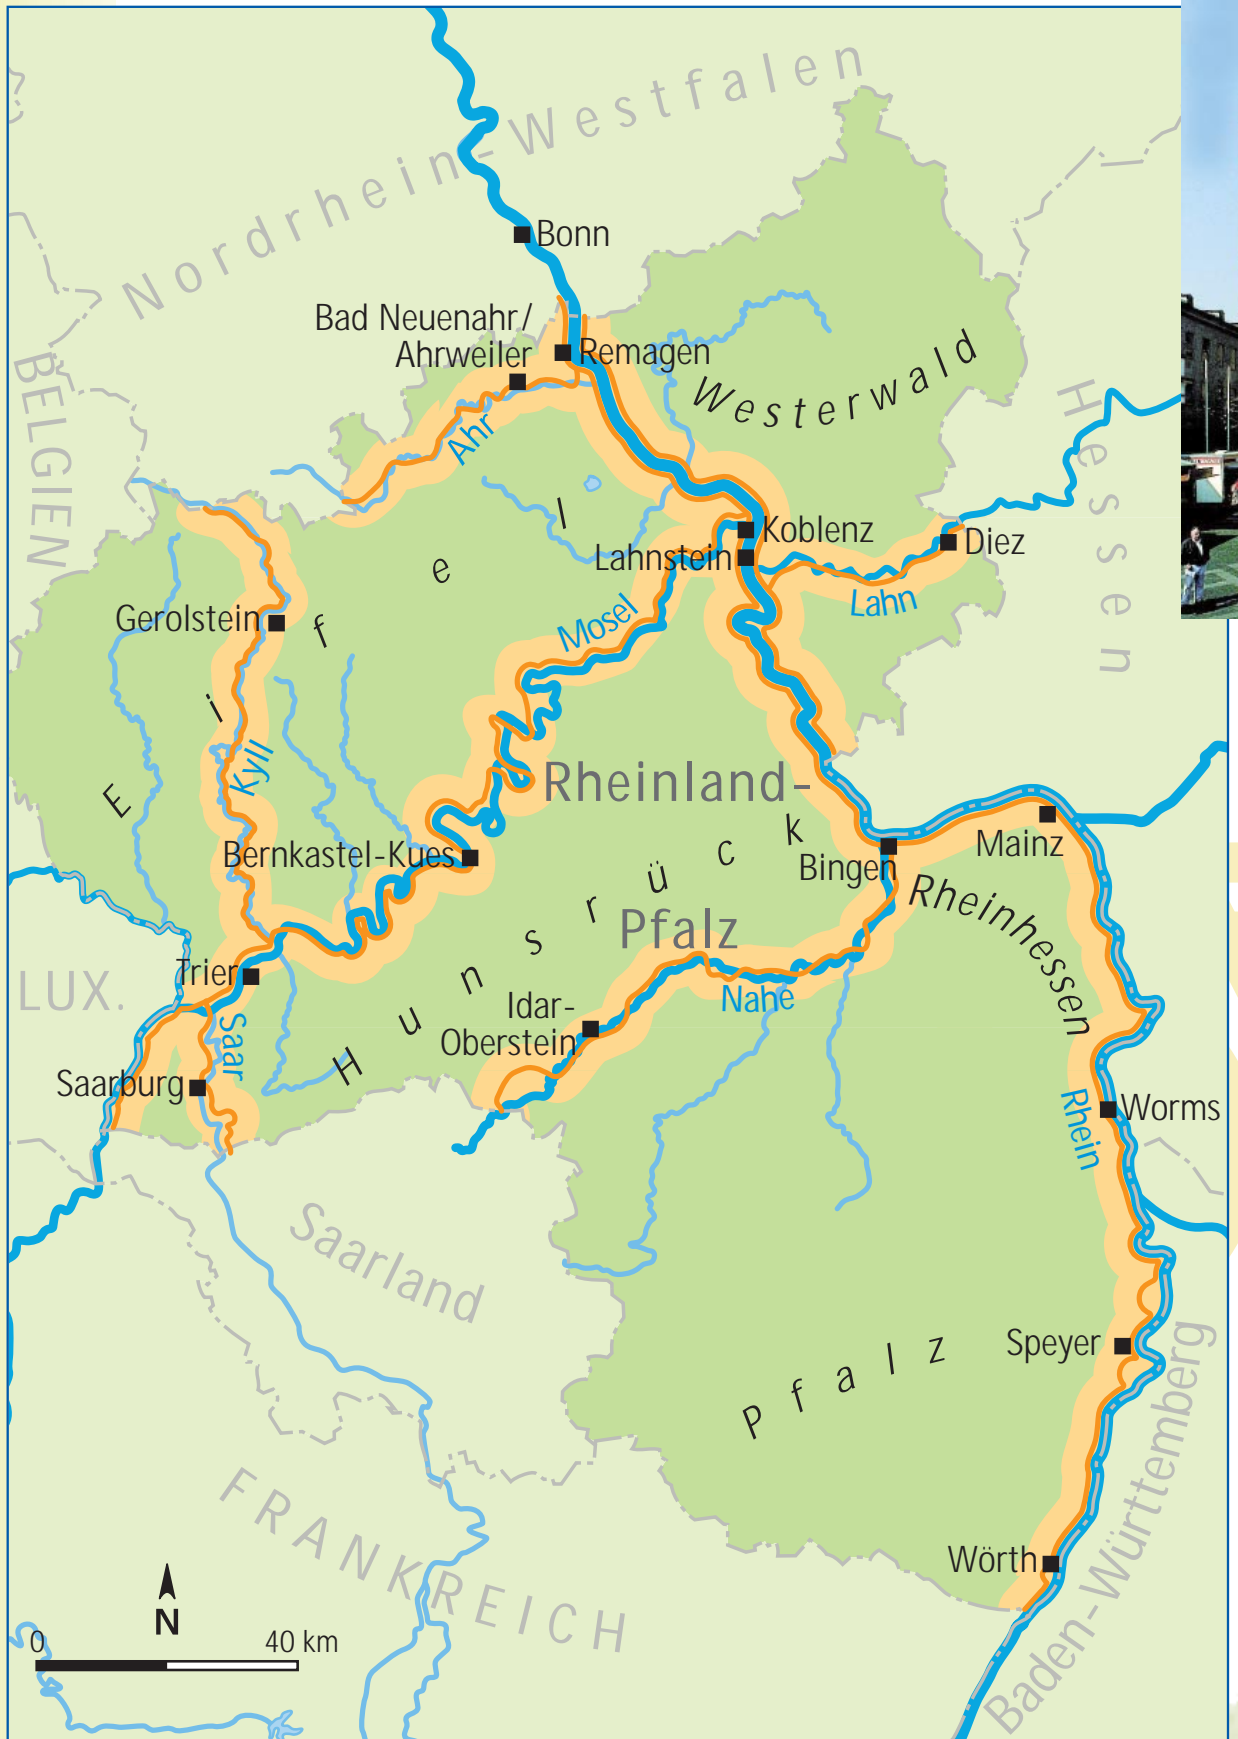 Nordrhein-Westfalen
Bonn
Bad Neuenahr/
Ahrweiler
Remagen
Westerwald
BELGIEN
Hessen
Ahr
Eifel
Koblenz
Lahnstein
Diez
Lahn
Gerolstein
Mosel
Kyll
Rheinland-
Pfalz
Mainz
Bingen
Bernkastel-Kues
Hunsrück
Rheinhessen
Trier
LUX.
Nahe
Idar-
Oberstein
Saar
Saarburg
Rhein
Worms
Saarland
Speyer
Pfalz
Baden-Württemberg
FRANKREICH
Wörth
N
0
40 km